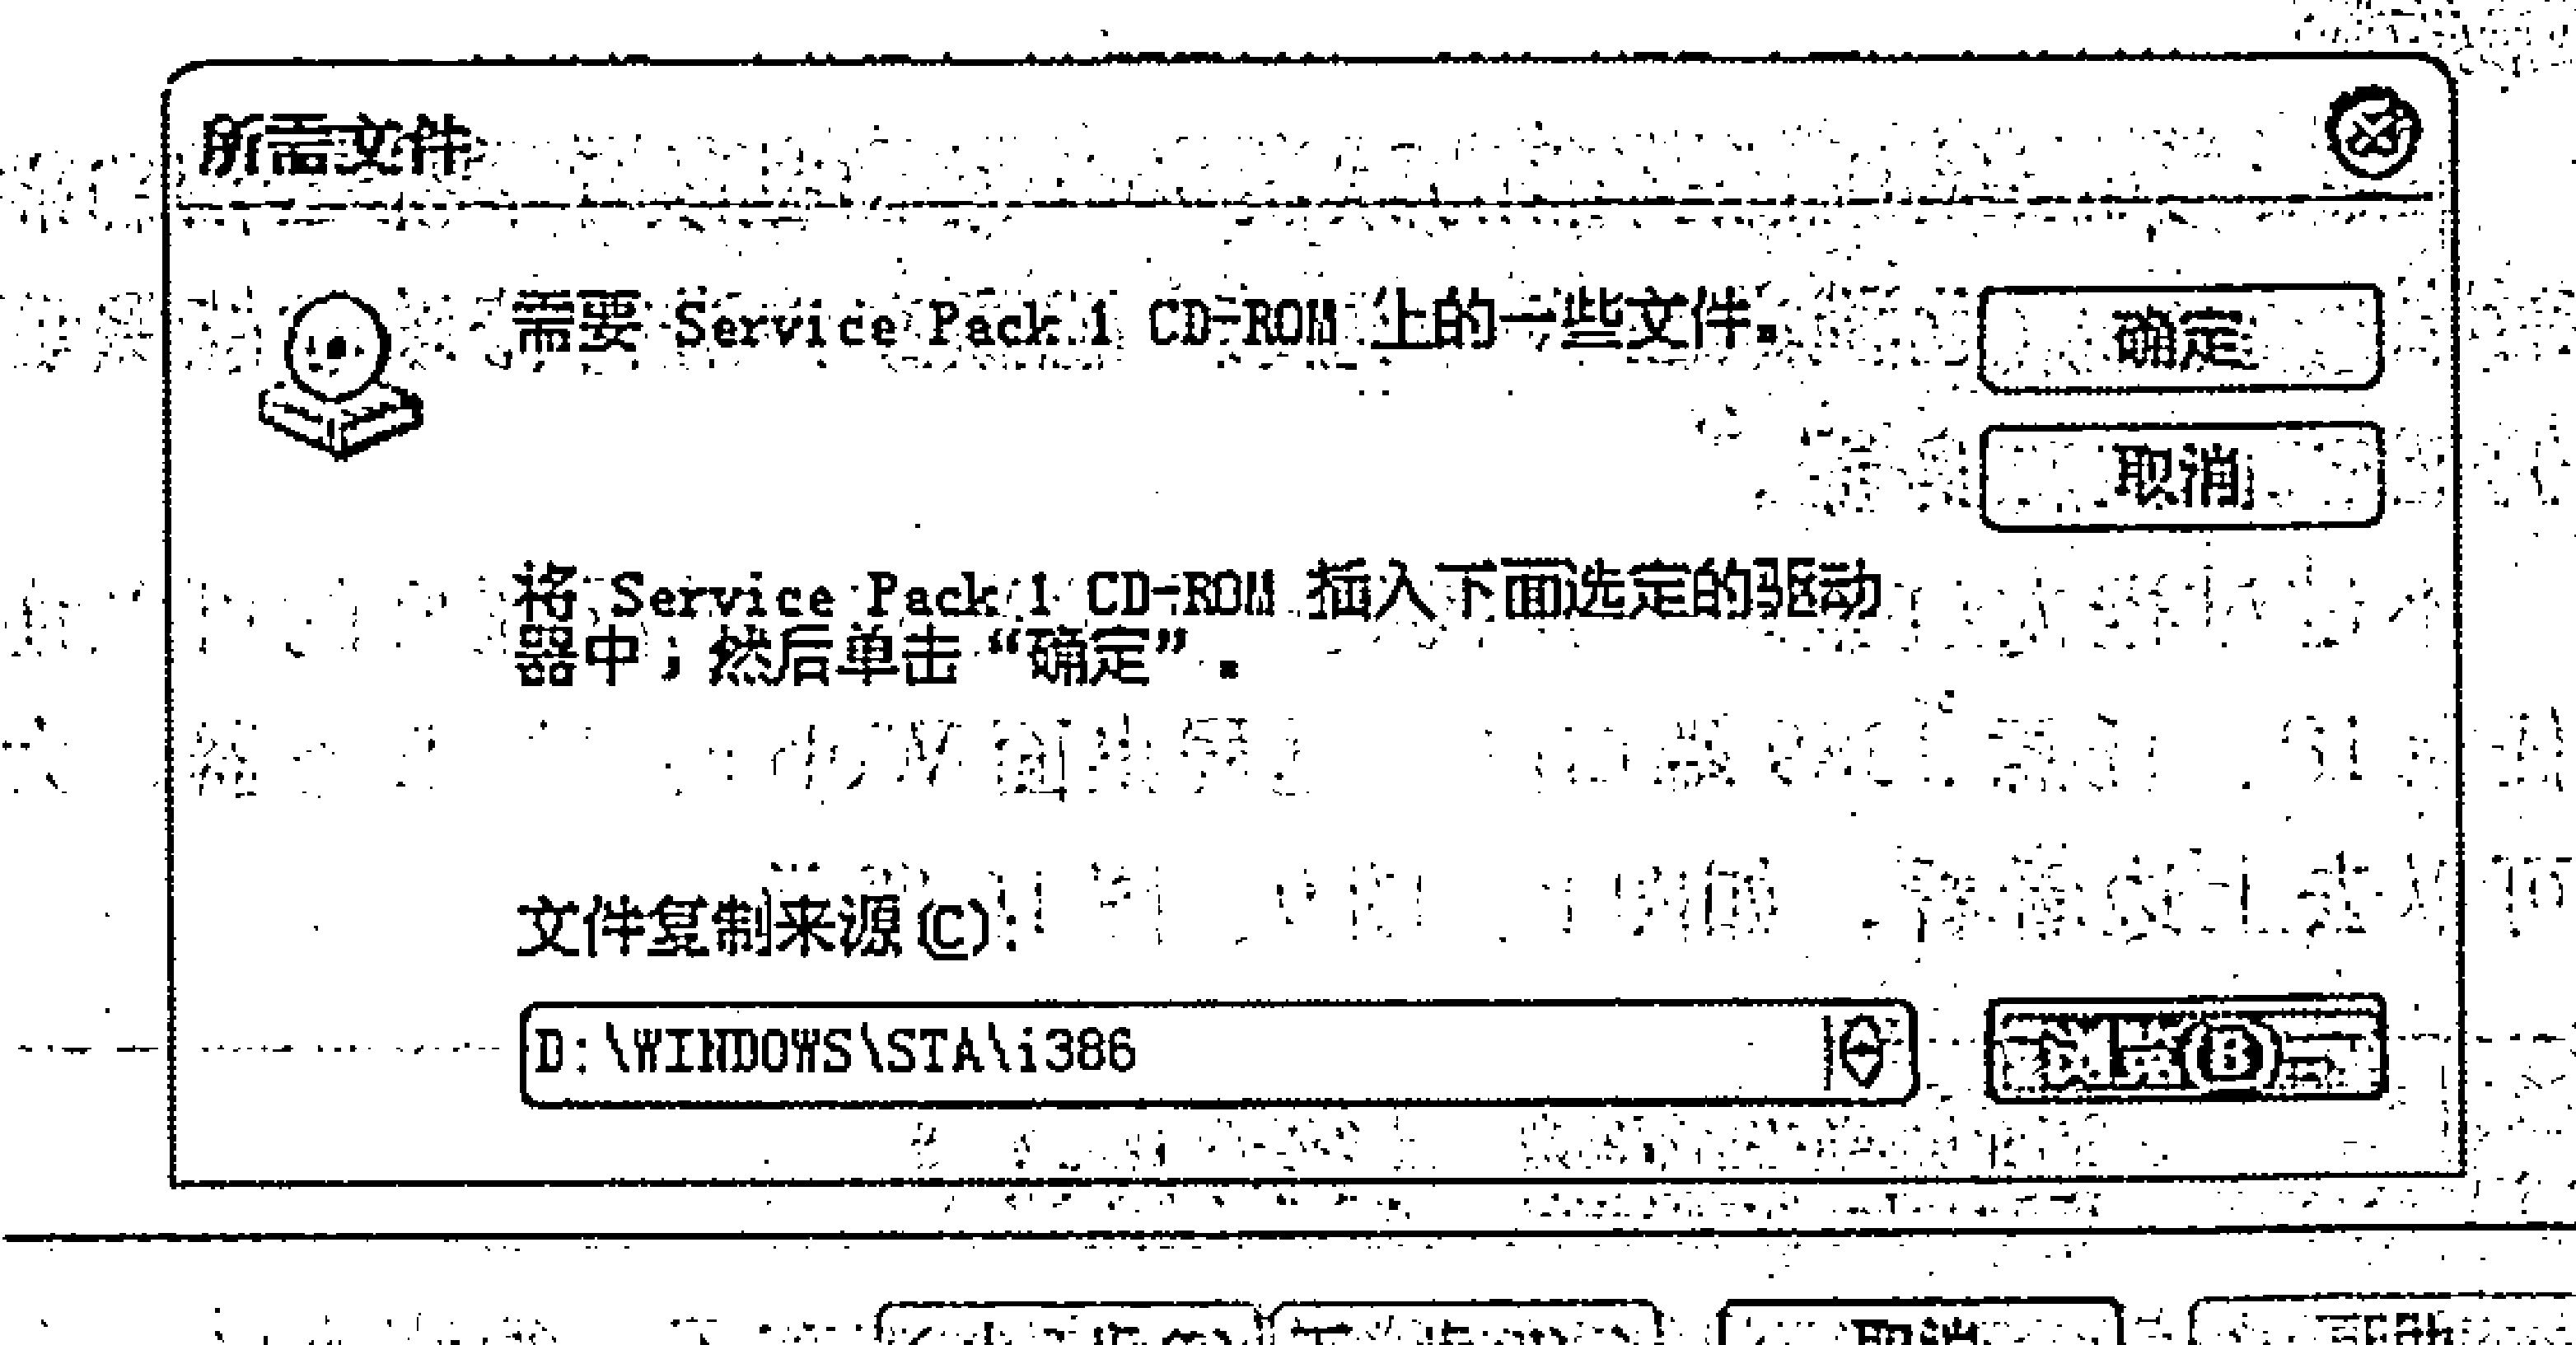 所需文件
需要 Service Pack 1 CD-ROM 上的一些文件。
确定
取消
将 Service Pack 1 CD-ROM 插入下面选定的驱动
器中，然后单击“确定”。
文件复制来源(C):
D:\WINDOWS\STA\i386
浏览(B)
取消
帮助